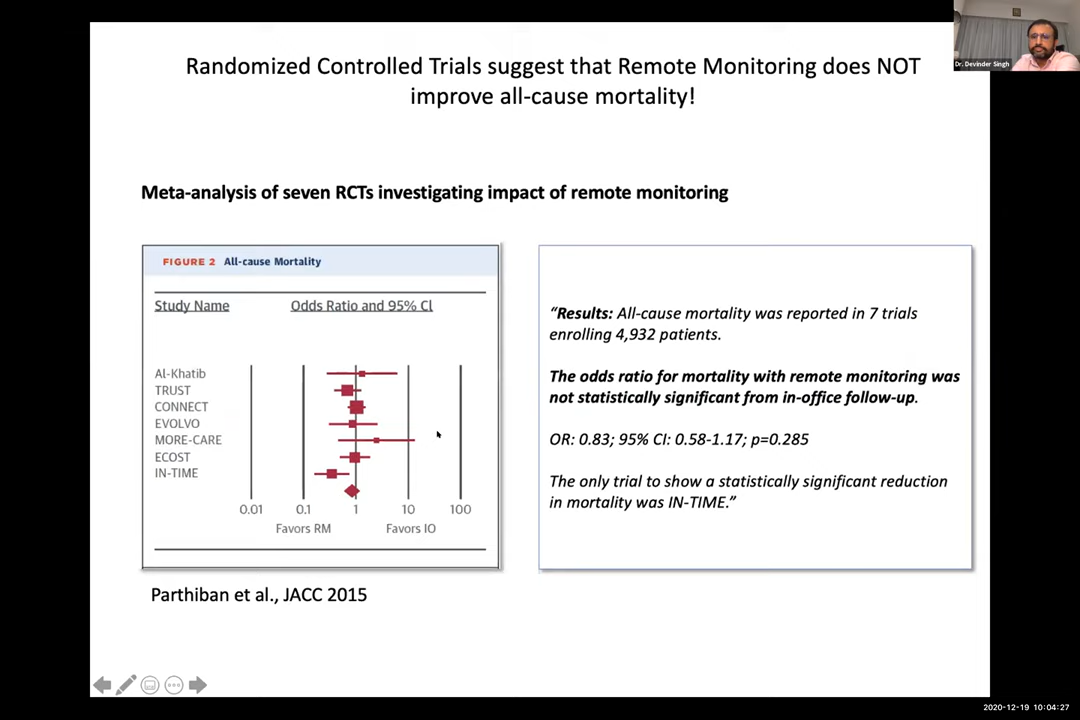 Dr. Devinder Singh
Randomized Controlled Trials suggest that Remote Monitoring does NOT
improve all-cause mortality!
Meta-analysis of seven RCTs investigating impact of remote monitoring
FIGURE 2 All-cause Mortality
Study Name Odds Ratio and 95% CI
Al-Khatib
TRUST
CONNECT
EVOLVO
MORE-CARE
ECOST
IN-TIME
0.01 0.1 1 10 100
Favors RM Favors IO
“Results: All-cause mortality was reported in 7 trials
enrolling 4,932 patients.
The odds ratio for mortality with remote monitoring was
not statistically significant from in-office follow-up.
OR: 0.83; 95% CI: 0.58-1.17; p=0.285
The only trial to show a statistically significant reduction
in mortality was IN-TIME.”
Parthiban et al., JACC 2015
2020-12-19 10:04:27